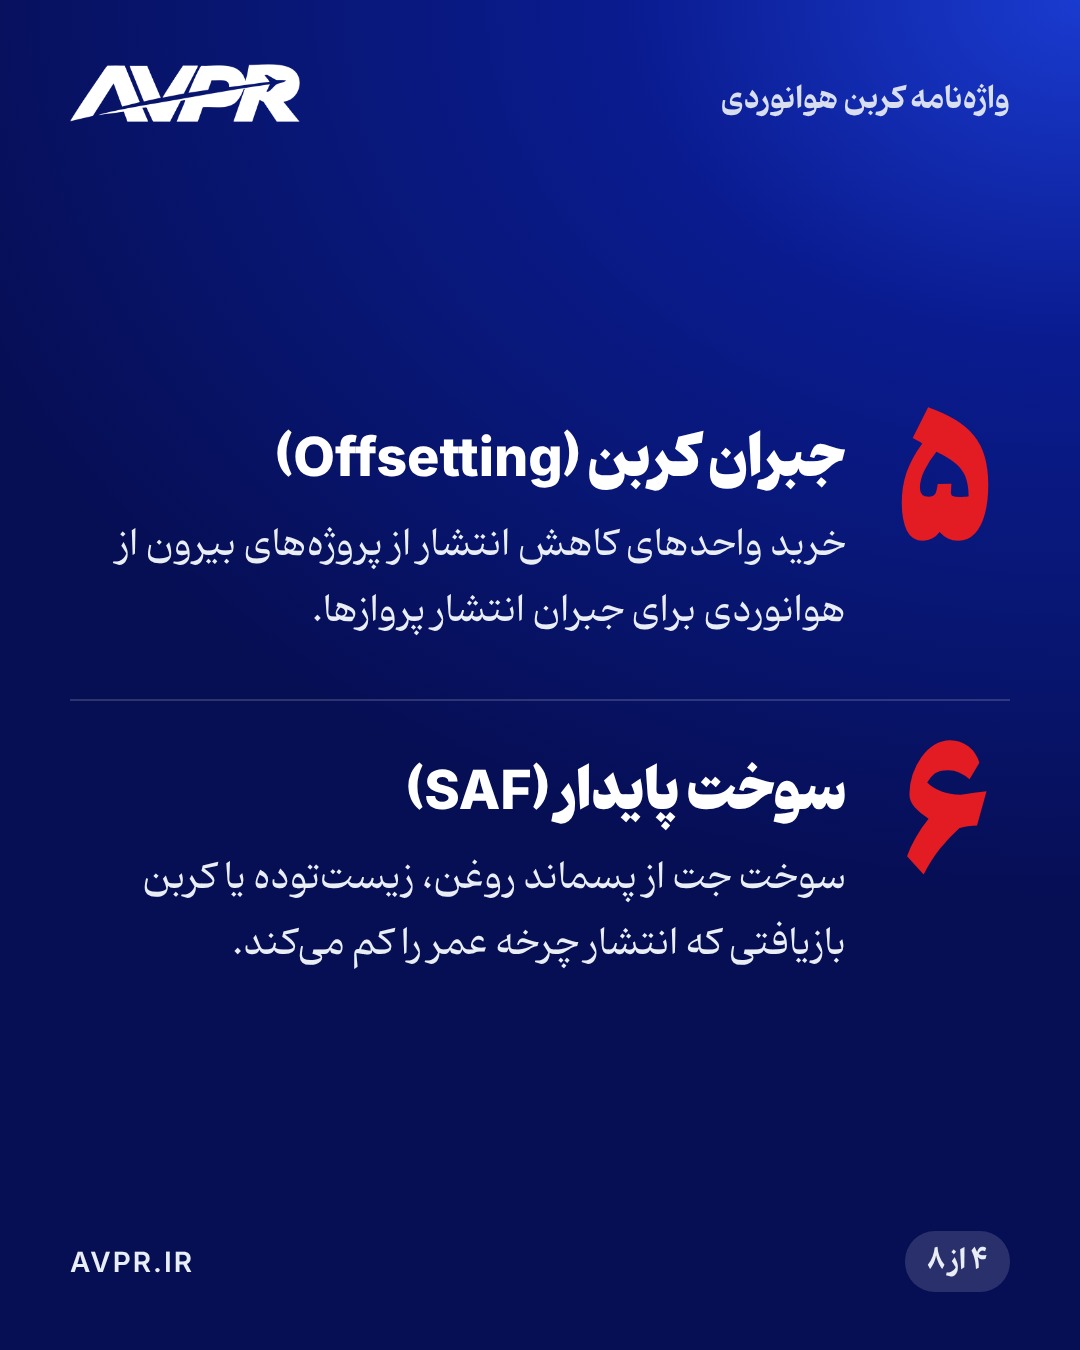 AVPR
واژه‌نامه کربن هوانوردی
۵
جبران کربن (Offsetting)
خرید واحدهای کاهش انتشار از پروژه‌های بیرون از
هوانوردی برای جبران انتشار پروازها.
۶
سوخت پایدار (SAF)
سوخت جت از پسماند روغن، زیست‌توده یا کربن
بازیافتی که انتشار چرخه عمر را کم می‌کند.
AVPR.IR
۴ از ۸